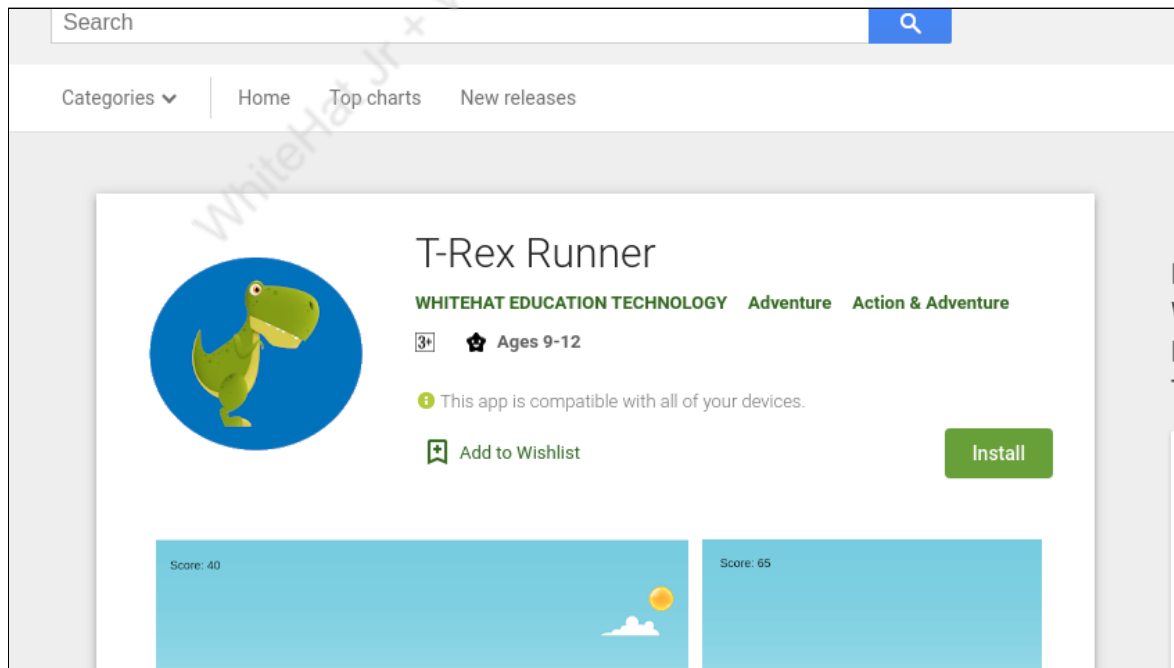 Search
Categories Home Top charts New releases
WhiteHat Jr +
T-Rex Runner
WHITEHAT EDUCATION TECHNOLOGY Adventure Action & Adventure
3+ Ages 9-12
This app is compatible with all of your devices.
Add to Wishlist Install
Score: 40 Score: 65